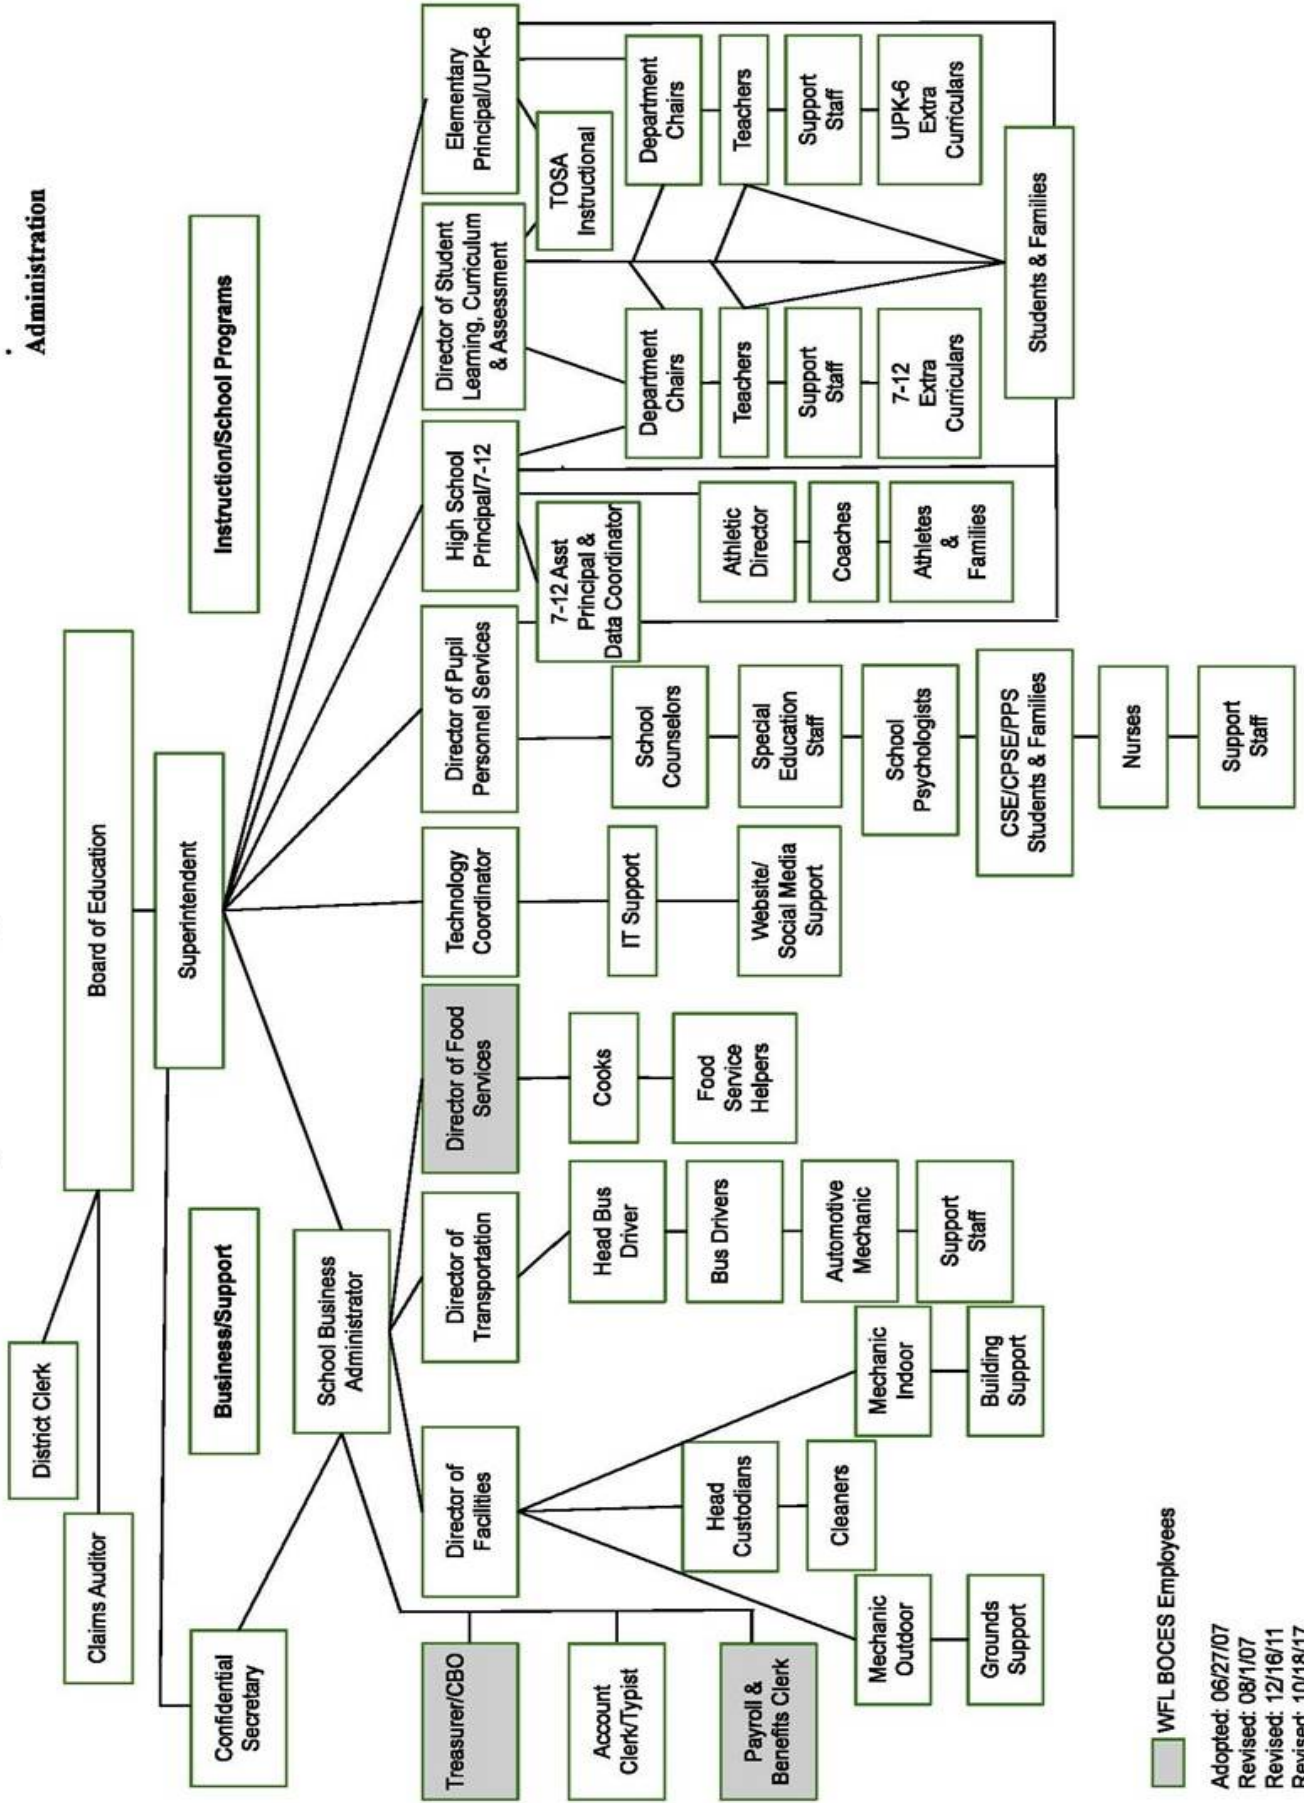 Administration
District Clerk
Claims Auditor
Board of Education
Confidential
Secretary
Superintendent
Business/Support
Instruction/School Programs
School Business
Administrator
Treasurer/CBO
Director of
Facilities
Director of
Transportation
Director of Food
Services
Technology
Coordinator
Director of Pupil
Personnel Services
High School
Principal/7-12
Director of Student
Learning, Curriculum
& Assessment
Elementary
Principal/UPK-6
Account
Clerk/Typist
Payroll &
Benefits Clerk
Mechanic
Outdoor
Grounds
Support
Head
Custodians
Cleaners
Mechanic
Indoor
Building
Support
Head Bus
Driver
Bus Drivers
Automotive
Mechanic
Support
Staff
Cooks
Food
Service
Helpers
IT Support
Website/
Social Media
Support
School
Counselors
Special
Education
Staff
School
Psychologists
CSE/CPSE/PPS
Students & Families
Nurses
Support
Staff
7-12 Asst
Principal &
Data Coordinator
Athletic
Director
Coaches
Athletes
&
Families
Department
Chairs
Teachers
Support
Staff
7-12
Extra
Curriculars
TOSA
Instructional
Department
Chairs
Teachers
Support
Staff
UPK-6
Extra
Curriculars
Students & Families
WFL BOCES Employees
Adopted: 06/27/07
Revised: 08/1/07
Revised: 12/16/11
Revised: 10/18/17